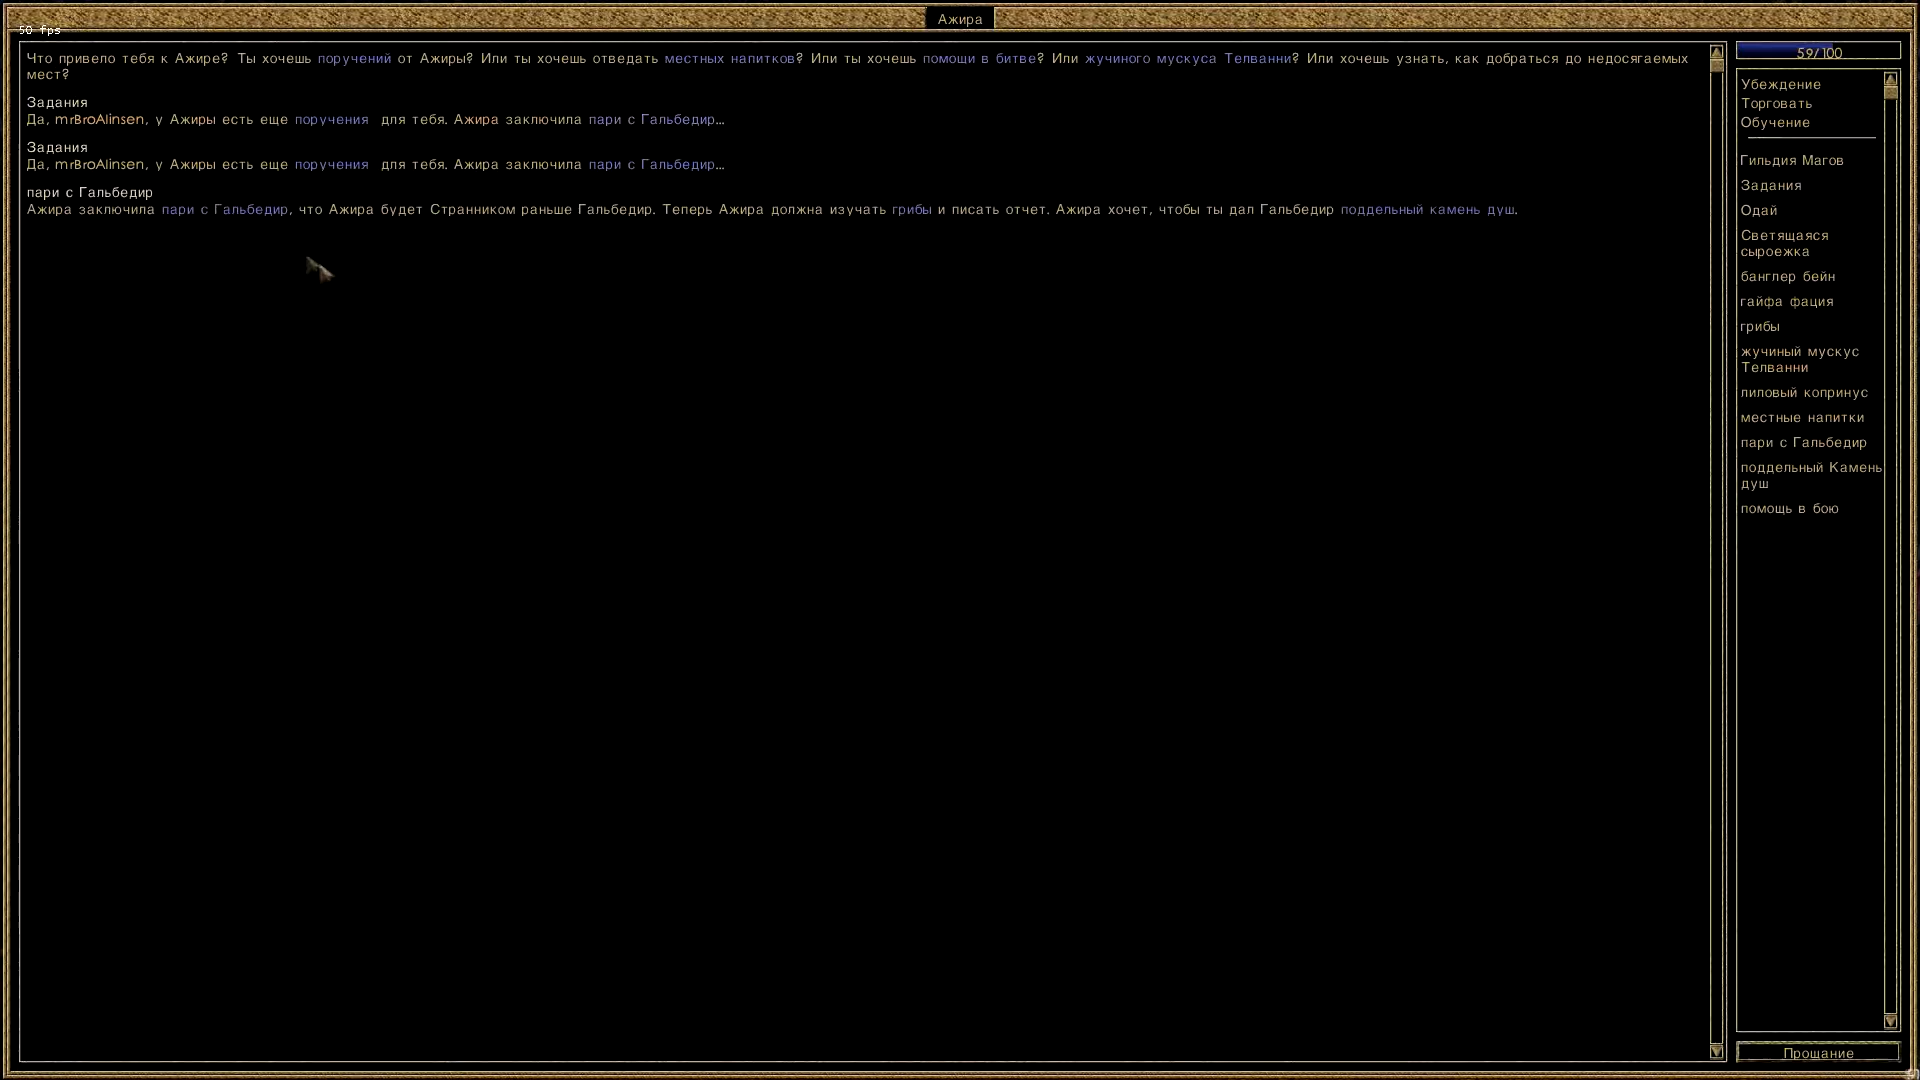 Ажира
50 fps
Что привело тебя к Ажире? Ты хочешь поручений от Ажиры? Или ты хочешь отведать местных напитков? Или ты хочешь помощи в битве? Или жучиного мускуса Телванни? Или хочешь узнать, как добраться до недосягаемых
мест?
Задания
Да, mrBroAlinsen, у Ажиры есть еще поручения для тебя. Ажира заключила пари с Гальбедир...
Задания
Да, mrBroAlinsen, у Ажиры есть еще поручения для тебя. Ажира заключила пари с Гальбедир...
пари с Гальбедир
Ажира заключила пари с Гальбедир, что Ажира будет Странником раньше Гальбедир. Теперь Ажира должна изучать грибы и писать отчет. Ажира хочет, чтобы ты дал Гальбедир поддельный камень душ.
59/100
Убеждение
Торговать
Обучение
Гильдия Магов
Задания
Одай
Светящаяся
сыроежка
банглер бейн
гайфа фация
грибы
жучиный мускус
Телванни
лиловый копринус
местные напитки
пари с Гальбедир
поддельный Камень
душ
помощь в бою
Прощание